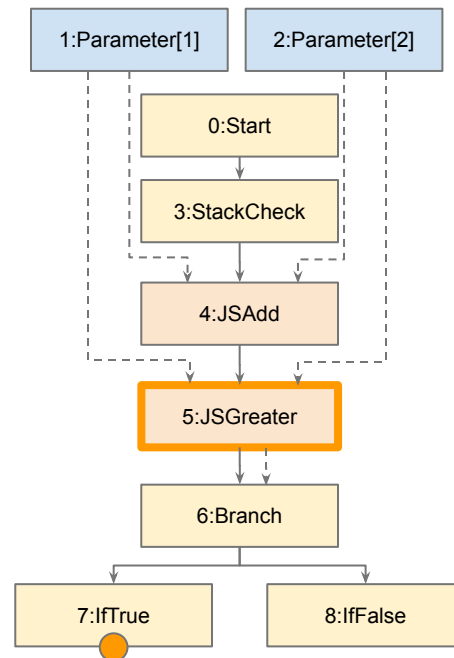 1:Parameter[1]
2:Parameter[2]
0:Start
3:StackCheck
4:JSAdd
5:JSGreater
6:Branch
7:IfTrue
8:IfFalse